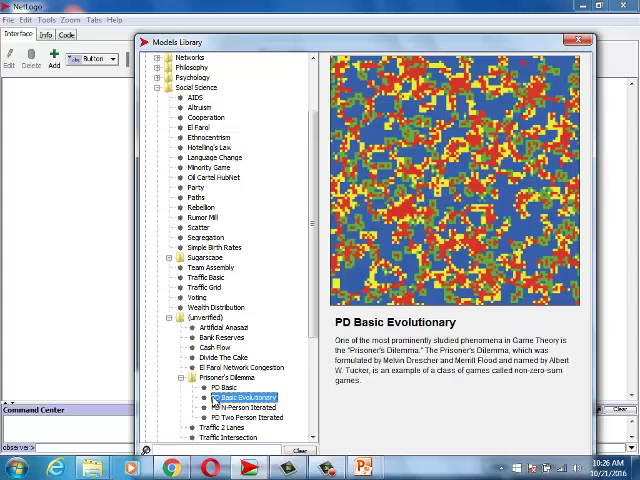 NetLogo
File Edit Tools Zoom Tabs Help
Interface Info Code
Edit Delete Add
abc Button
Models Library
Networks
Philosophy
Psychology
Social Science
AIDS
Altruism
Cooperation
El Farol
Ethnocentrism
Hotelling's Law
Language Change
Minority Game
Oil Cartel HubNet
Party
Paths
Rebellion
Rumor Mill
Scatter
Segregation
Simple Birth Rates
Sugarscape
Team Assembly
Traffic Basic
Traffic Grid
Voting
Wealth Distribution
(unverified)
Artificial Anasazi
Bank Reserves
Cash Flow
Divide The Cake
El Farol Network Congestion
Prisoner's Dilemma
PD Basic
PD Basic Evolutionary
PD N-Person Iterated
PD Two Person Iterated
Traffic 2 Lanes
Traffic Intersection
Clear
PD Basic Evolutionary
One of the most prominently studied phenomena in Game Theory is
the "Prisoner's Dilemma." The Prisoner's Dilemma, which was
formulated by Melvin Drescher and Merrill Flood and named by Albert
W. Tucker, is an example of a class of games called non-zero-sum
games.
Command Center
Clear
observer>
10:26 AM
10/21/2016